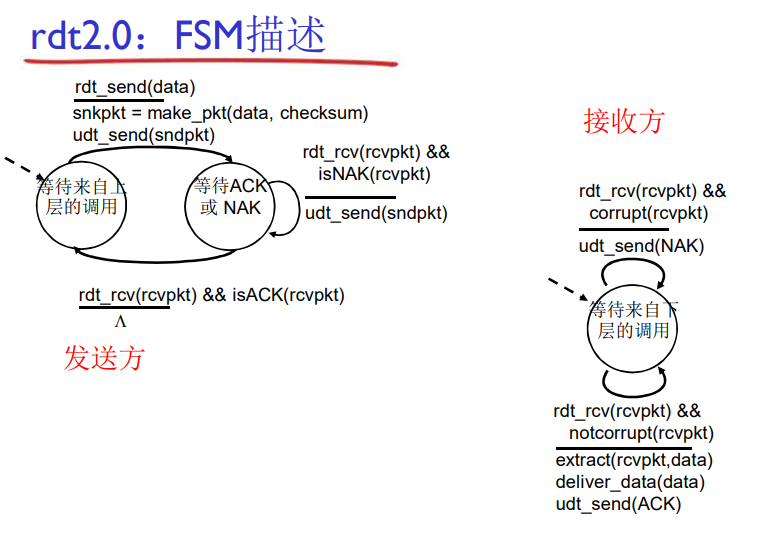 rdt2.0：FSM描述
rdt_send(data)
snkpkt = make_pkt(data, checksum)
udt_send(sndpkt)
等待来自上
层的调用
等待ACK
或 NAK
rdt_rcv(rcvpkt) &&
isNAK(rcvpkt)
udt_send(sndpkt)
rdt_rcv(rcvpkt) && isACK(rcvpkt)
Λ
发送方
接收方
rdt_rcv(rcvpkt) &&
corrupt(rcvpkt)
udt_send(NAK)
等待来自下
层的调用
rdt_rcv(rcvpkt) &&
notcorrupt(rcvpkt)
extract(rcvpkt,data)
deliver_data(data)
udt_send(ACK)